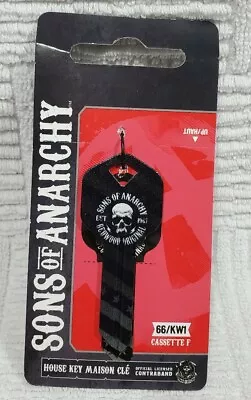 SONS OF ANARCHY
UP/HAUT
SONS OF ANARCHY
EST 1967
REDWOOD ORIGINAL
66/KW1
CASSETTE F
HOUSE KEY MAISON CLÉ
OFFICIAL LICENSED
CONTRABAND